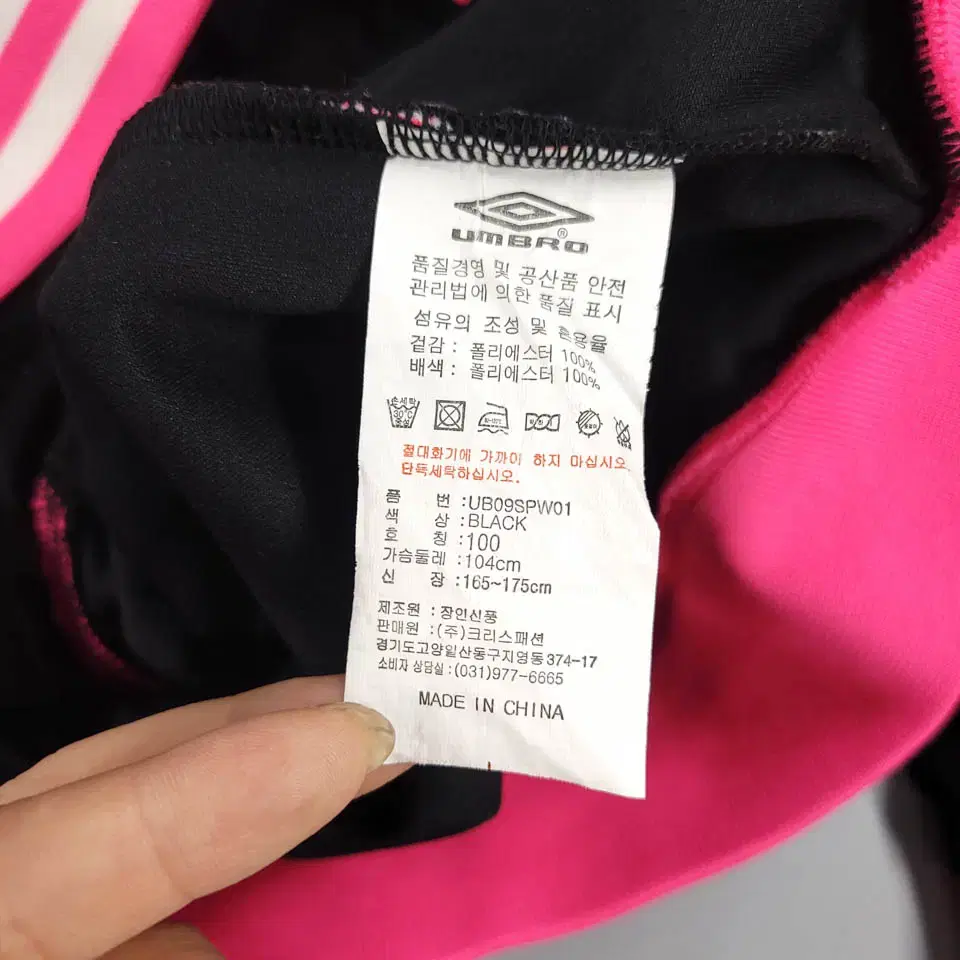 UMBRO®
품질경영 및 공산품 안전
관리법에 의한 품질 표시
섬유의 조성 및 혼용율
겉감 : 폴리에스터 100%
배색 : 폴리에스터 100%
손세탁
30℃
중성
절대화기에 가까이 하지 마십시오.
단독세탁하십시오.
품 번 :UB09SPW01
색 상 :BLACK
호 칭 :100
가슴둘레 :104cm
신 장 :165~175cm
제조원 : 장인신풍
판매원 : (주)크리스패션
경기도고양일산동구지영동374-17
소비자 상담실 : (031)977-6665
MADE IN CHINA